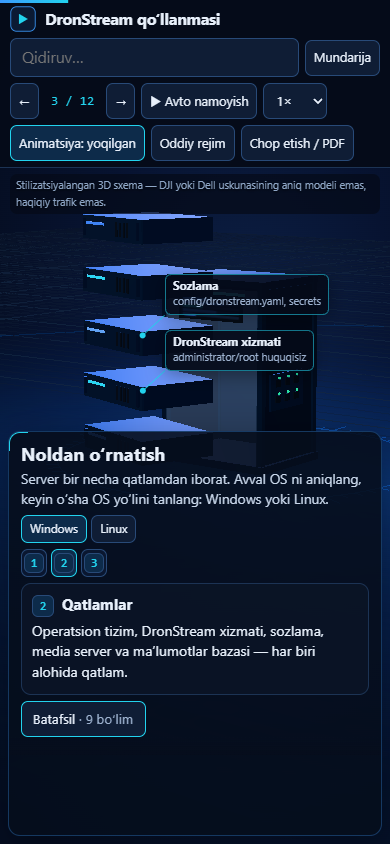 DronStream qo‘llanmasi
Qidiruv...
Mundarija
← 3 / 12 → ▶ Avto namoyish 1×
Animatsiya: yoqilgan
Oddiy rejim
Chop etish / PDF
Stilizatsiyalangan 3D sxema — DJI yoki Dell uskunasining aniq modeli emas,
haqiqiy trafik emas.
Sozlama
config/dronstream.yaml, secrets
DronStream xizmati
administrator/root huquqisiz
Noldan o‘rnatish
Server bir necha qatlamdan iborat. Avval OS ni aniqlang,
keyin o‘sha OS yo‘lini tanlang: Windows yoki Linux.
Windows
Linux
1 2 3
2 Qatlamlar
Operatsion tizim, DronStream xizmati, sozlama,
media server va ma’lumotlar bazasi — har biri
alohida qatlam.
Batafsil · 9 bo‘lim